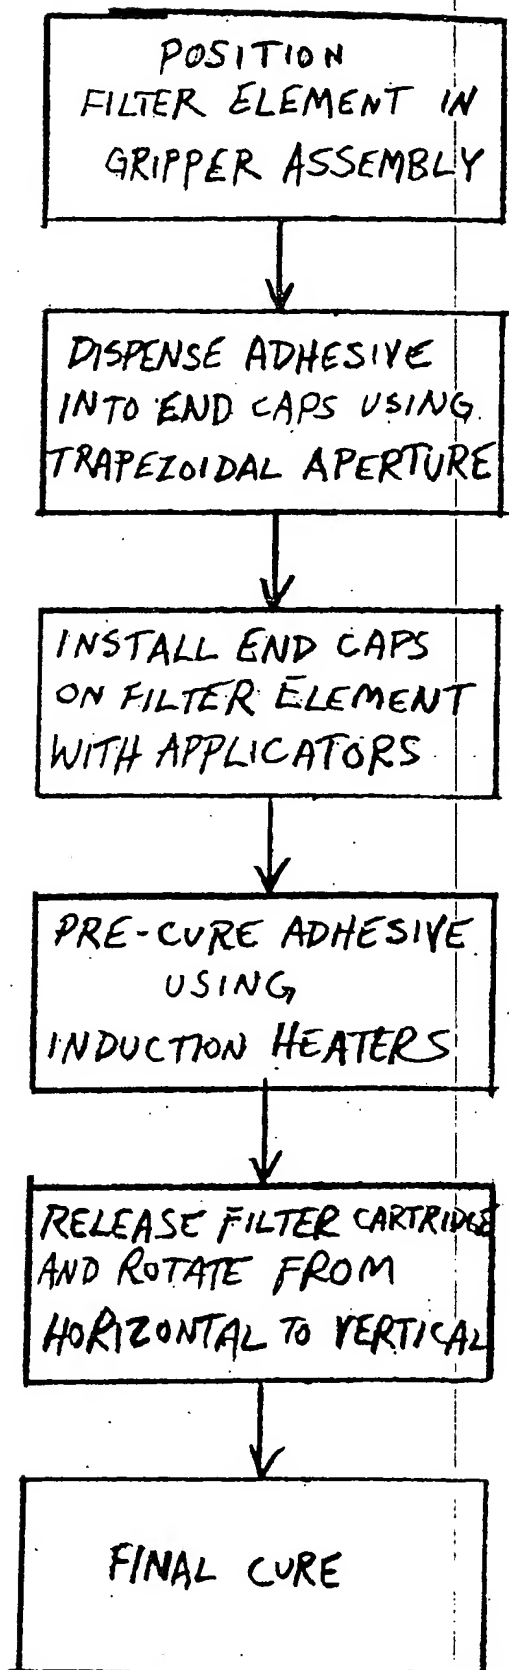 POSITION
FILTER ELEMENT IN
GRIPPER ASSEMBLY
DISPENSE ADHESIVE
INTO END CAPS USING
TRAPEZOIDAL APERTURE
INSTALL END CAPS
ON FILTER ELEMENT
WITH APPLICATORS
PRE-CURE ADHESIVE
USING
INDUCTION HEATERS
RELEASE FILTER CARTRIDGE
AND ROTATE FROM
HORIZONTAL TO VERTICAL
FINAL CURE